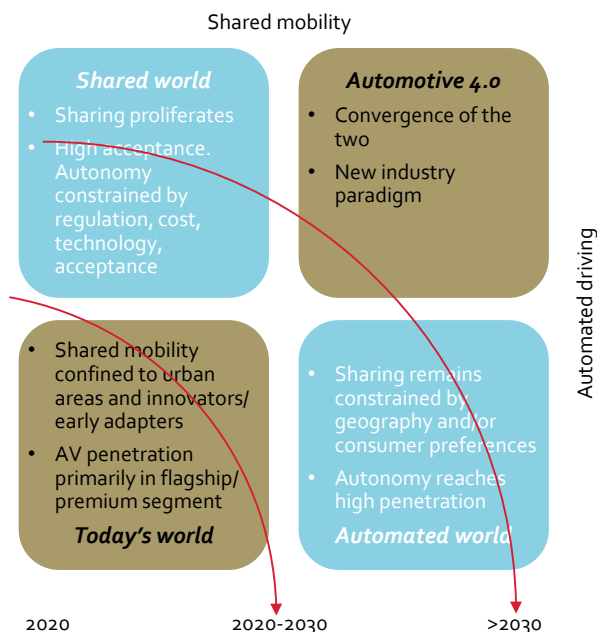 Shared mobility
Shared world
• Sharing proliferates
• High acceptance.
Autonomy
constrained by
regulation, cost,
technology,
acceptance
Automotive 4.0
• Convergence of the
two
• New industry
paradigm
Automated driving
• Shared mobility
confined to urban
areas and innovators/
early adapters
• AV penetration
primarily in flagship/
premium segment
Today's world
• Sharing remains
constrained by
geography and/or
consumer preferences
• Autonomy reaches
high penetration
Automated world
2020
2020-2030
>2030